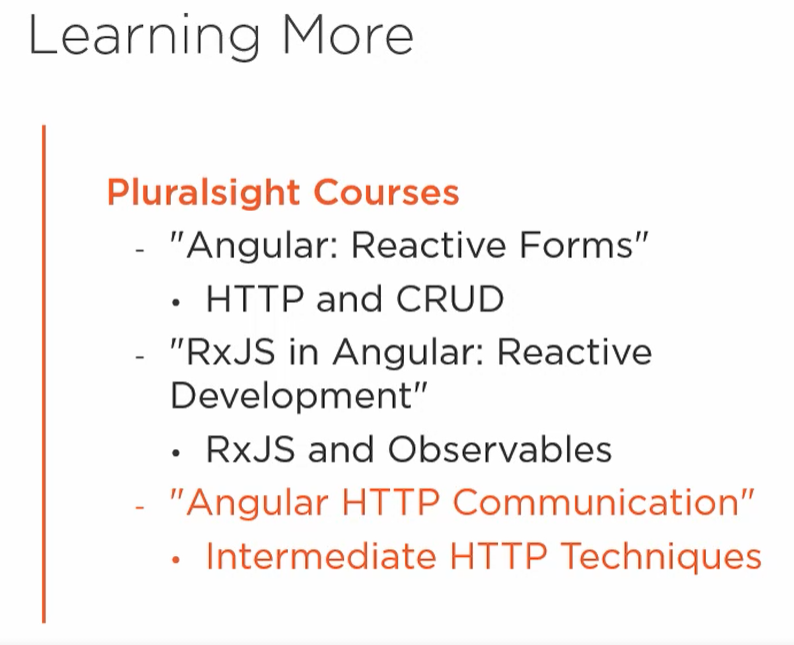 Learning More
Pluralsight Courses
- "Angular: Reactive Forms"
• HTTP and CRUD
- "RxJS in Angular: Reactive
Development"
• RxJS and Observables
- "Angular HTTP Communication"
• Intermediate HTTP Techniques